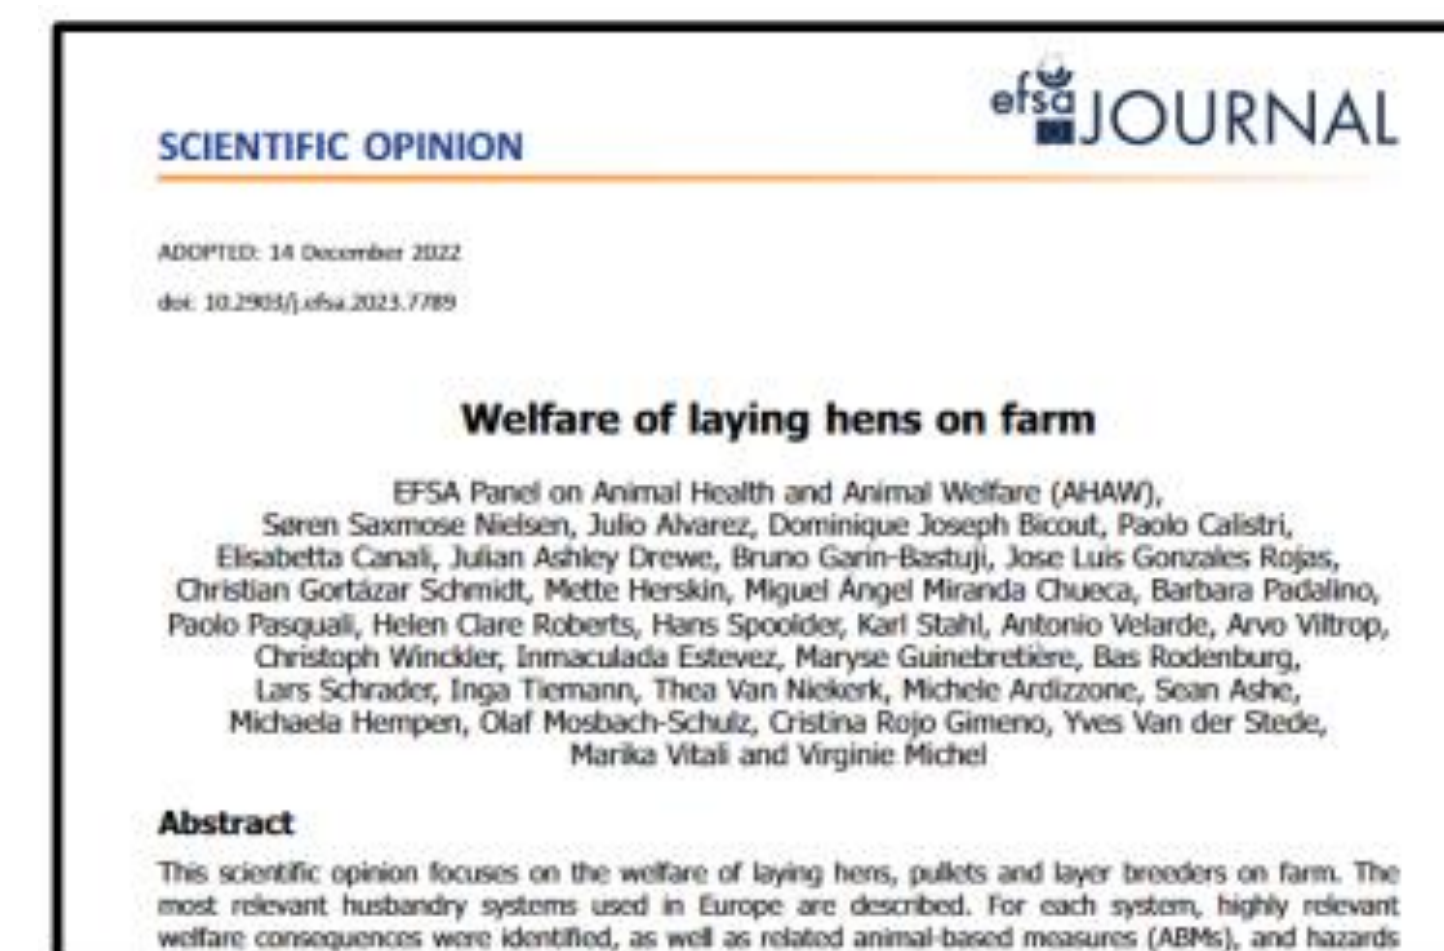 efsa JOURNAL
SCIENTIFIC OPINION
ADOPTED: 14 December 2022
doi: 10.2903/j.efsa.2023.7789
Welfare of laying hens on farm
EFSA Panel on Animal Health and Animal Welfare (AHAW),
Søren Saxmose Nielsen, Julio Alvarez, Dominique Joseph Bicout, Paolo Calistri,
Elisabetta Canali, Julian Ashley Drewe, Bruno Garin-Bastuji, Jose Luis Gonzales Rojas,
Christian Gortázar Schmidt, Mette Herskin, Miguel Ángel Miranda Chueca, Barbara Padalino,
Paolo Pasquali, Helen Clare Roberts, Hans Spoolder, Karl Stahl, Antonio Velarde, Arvo Viltrop,
Christoph Winckler, Inmaculada Estevez, Maryse Guinebretière, Bas Rodenburg,
Lars Schrader, Inga Tiemann, Thea Van Niekerk, Michele Ardizzone, Sean Ashe,
Michaela Hempen, Olaf Mosbach-Schulz, Cristina Rojo Gimeno, Yves Van der Stede,
Marika Vitali and Virginie Michel
Abstract
This scientific opinion focuses on the welfare of laying hens, pullets and layer breeders on farm. The
most relevant husbandry systems used in Europe are described. For each system, highly relevant
welfare consequences were identified, as well as related animal-based measures (ABMs), and hazards